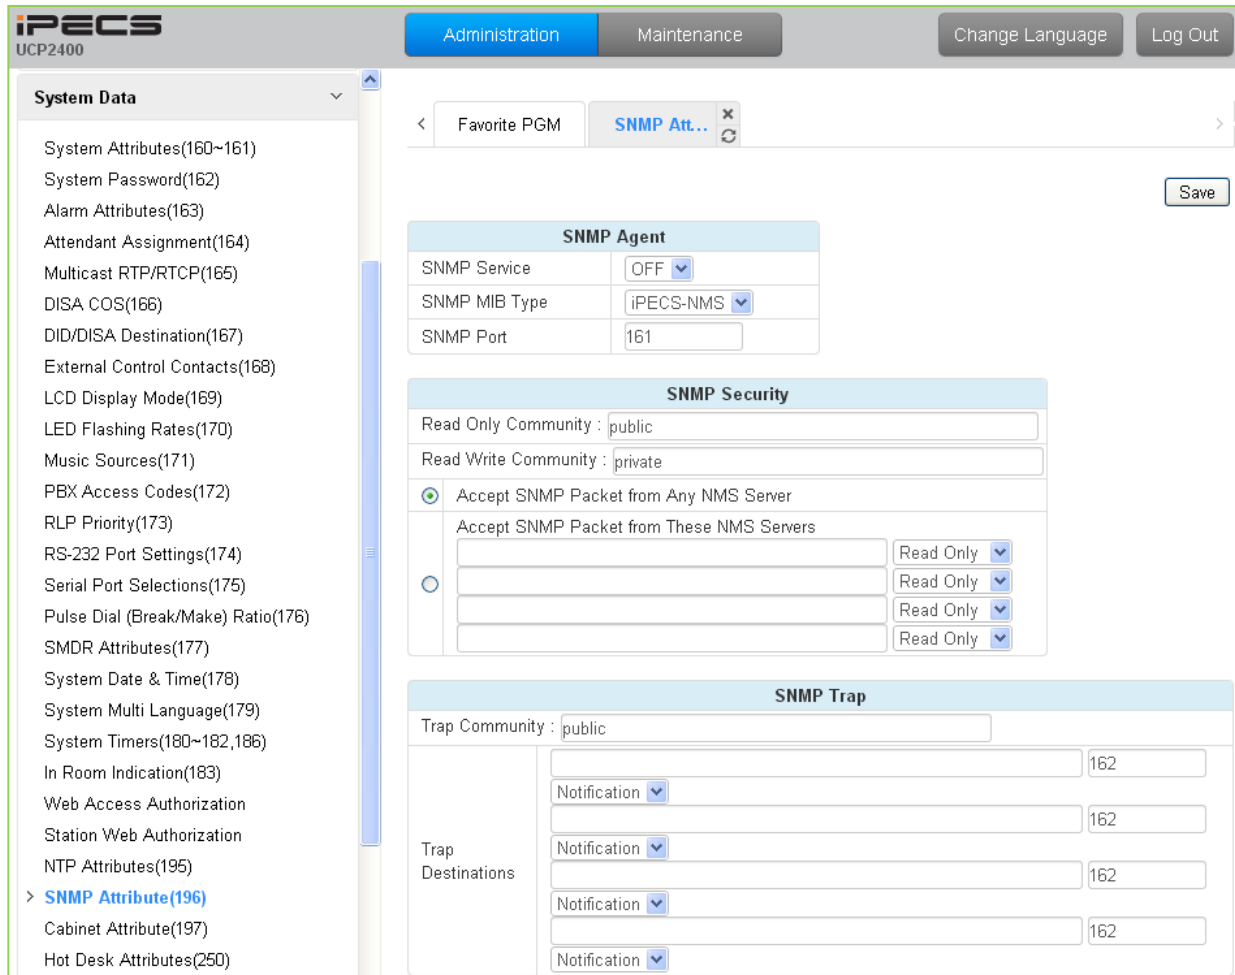 iPECS
UCP2400
Administration
Maintenance
Change Language
Log Out
System Data
System Attributes(160~161)
System Password(162)
Alarm Attributes(163)
Attendant Assignment(164)
Multicast RTP/RTCP(165)
DISA COS(166)
DID/DISA Destination(167)
External Control Contacts(168)
LCD Display Mode(169)
LED Flashing Rates(170)
Music Sources(171)
PBX Access Codes(172)
RLP Priority(173)
RS-232 Port Settings(174)
Serial Port Selections(175)
Pulse Dial (Break/Make) Ratio(176)
SMDR Attributes(177)
System Date & Time(178)
System Multi Language(179)
System Timers(180~182,186)
In Room Indication(183)
Web Access Authorization
Station Web Authorization
NTP Attributes(195)
> SNMP Attribute(196)
Cabinet Attribute(197)
Hot Desk Attributes(250)
Favorite PGM
SNMP Att...
Save
SNMP Agent
SNMP Service OFF
SNMP MIB Type iPECS-NMS
SNMP Port 161
SNMP Security
Read Only Community : public
Read Write Community : private
Accept SNMP Packet from Any NMS Server
Accept SNMP Packet from These NMS Servers
Read Only
Read Only
Read Only
Read Only
SNMP Trap
Trap Community : public
Trap
Destinations
162
Notification
162
Notification
162
Notification
162
Notification